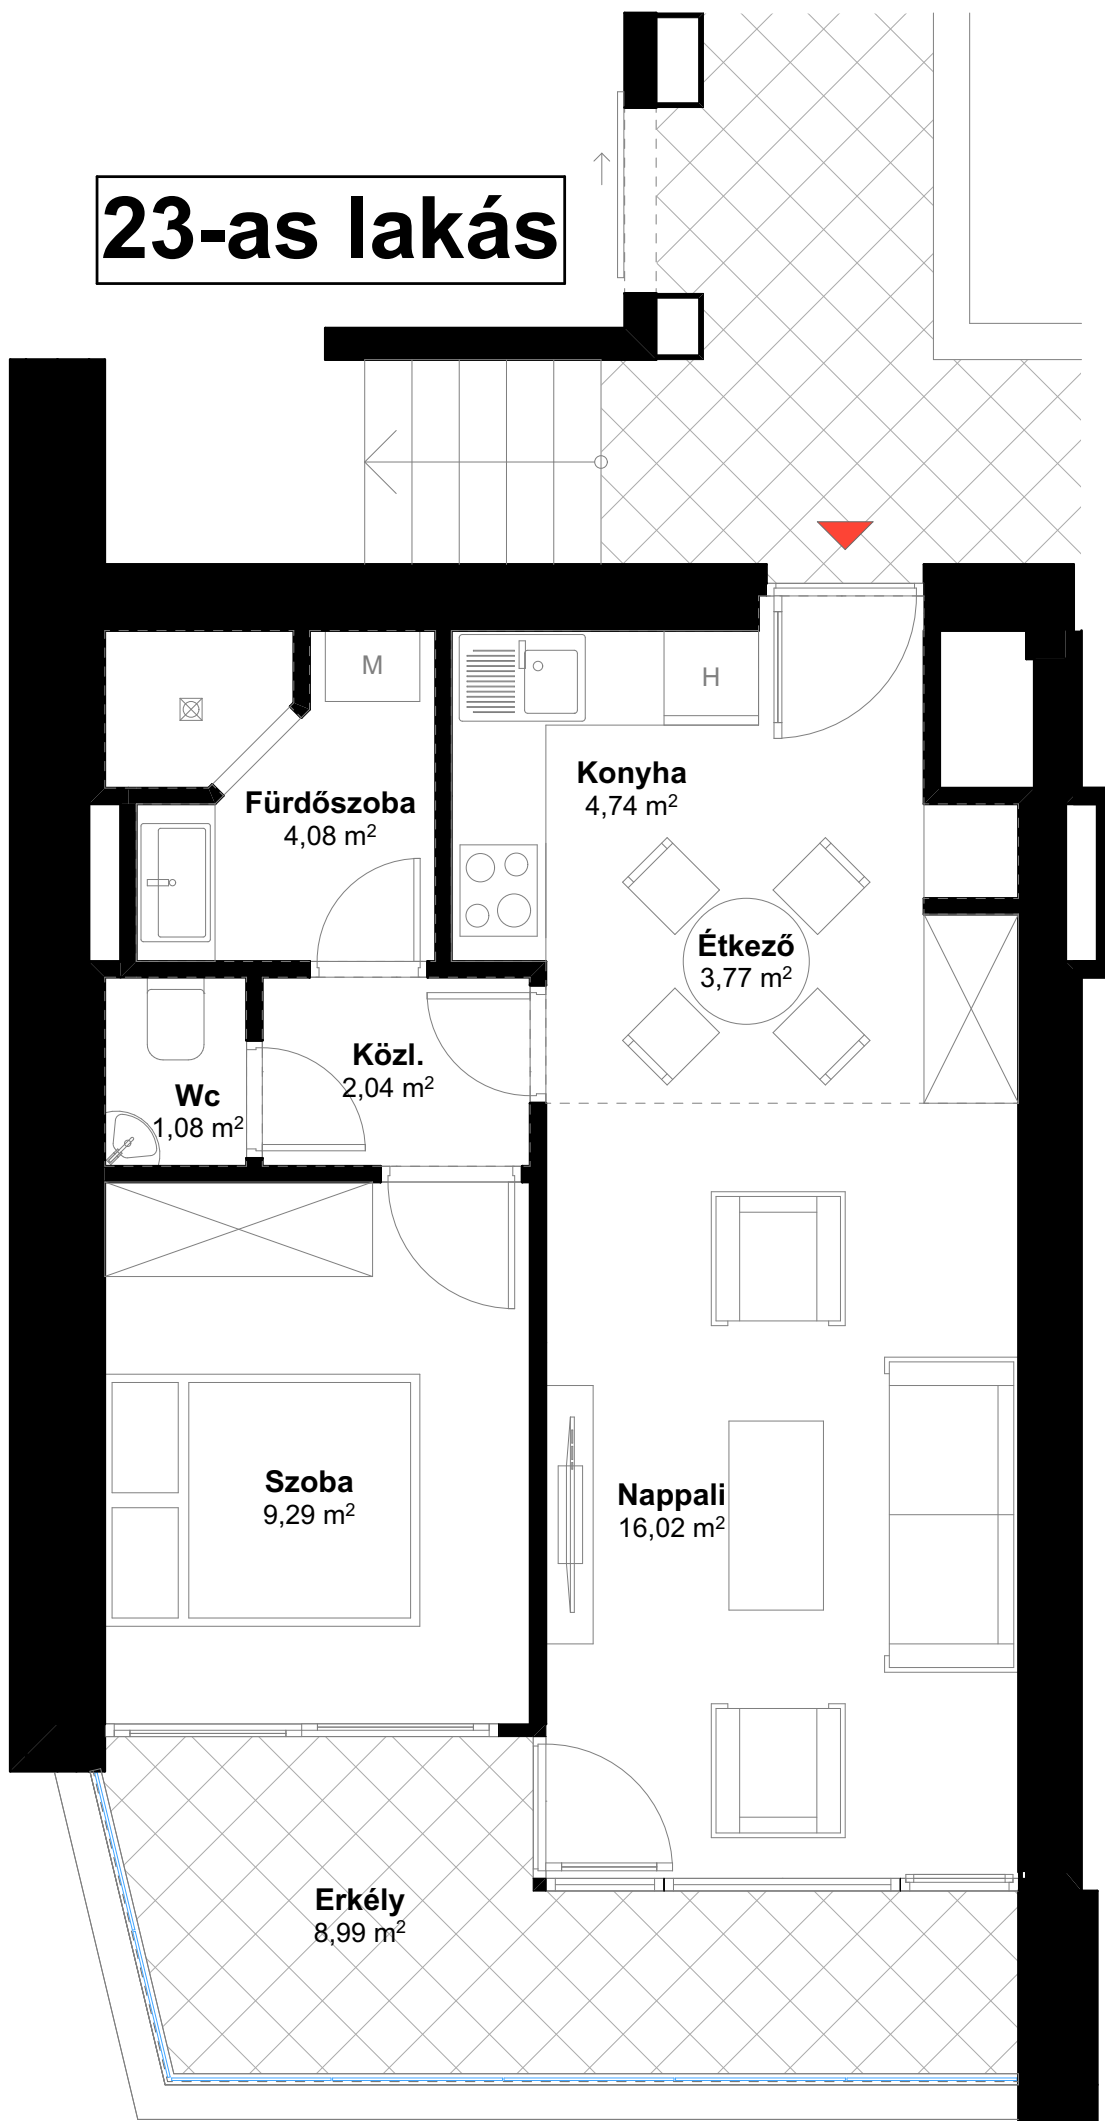 23-as lakás
M
H
Konyha
4,74 m²
Fürdőszoba
4,08 m²
Étkező
3,77 m²
Közl.
2,04 m²
Wc
1,08 m²
Szoba
9,29 m²
Nappali
16,02 m²
Erkély
8,99 m²